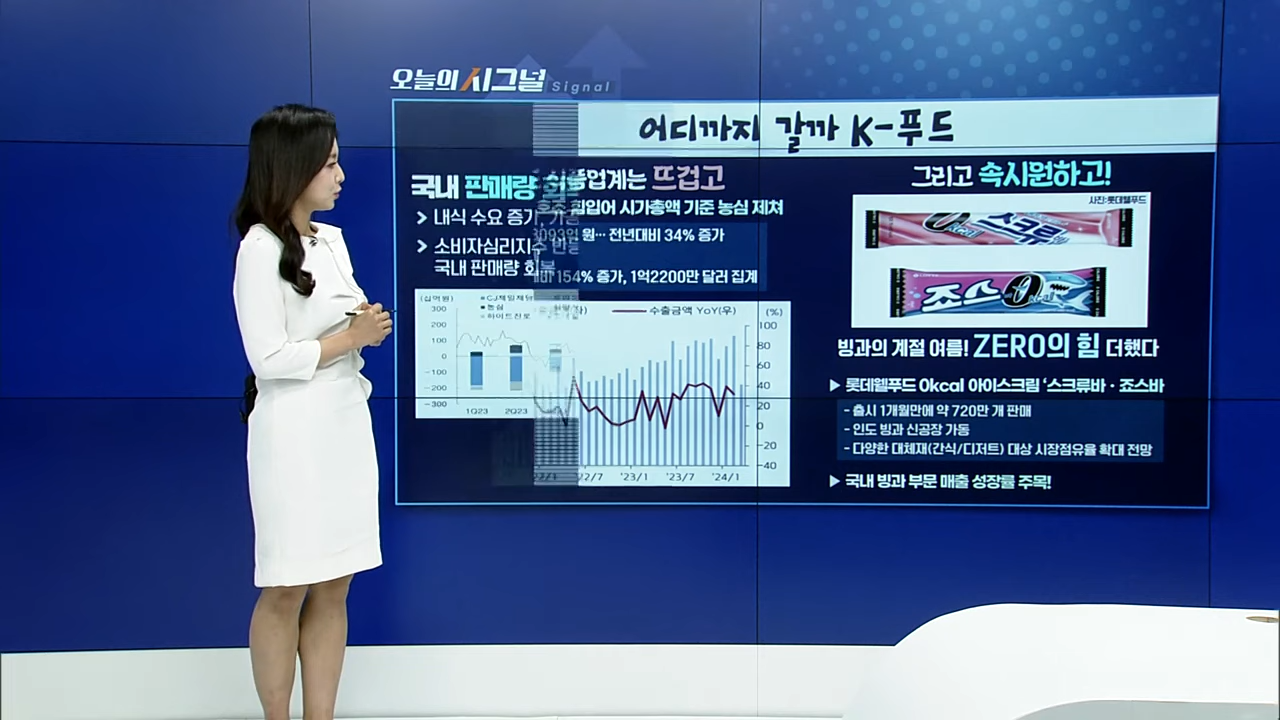 오늘의 시그널 Signal
어디까지 갈까 K-푸드
국내 판매량
식품업계는 뜨겁고
내식 수요 증가,
힘입어 시가총액 기준 농심 제쳐
소비자심리지수 반등
국내 판매량 회복
원… 전년대비 34% 증가
154% 증가, 1억2200만 달러 집계
(십억원)
CJ제일제당
농심
하이트진로
300
200
100
0
-100
-200
-300
1Q23 2Q23
수출금액 YoY(우) (%)
100
80
60
40
20
0
-20
-40
'23/1 '23/7 '24/1
그리고 속시원하고!
사진:롯데웰푸드
0kcal 스크류
죠스 0kcal
빙과의 계절 여름! ZERO의 힘 더했다
▶ 롯데웰푸드 0kcal 아이스크림 '스크류바·죠스바
- 출시 1개월만에 약 720만 개 판매
- 인도 빙과 신공장 가동
- 다양한 대체재(간식/디저트) 대상 시장점유율 확대 전망
▶ 국내 빙과 부문 매출 성장률 주목!